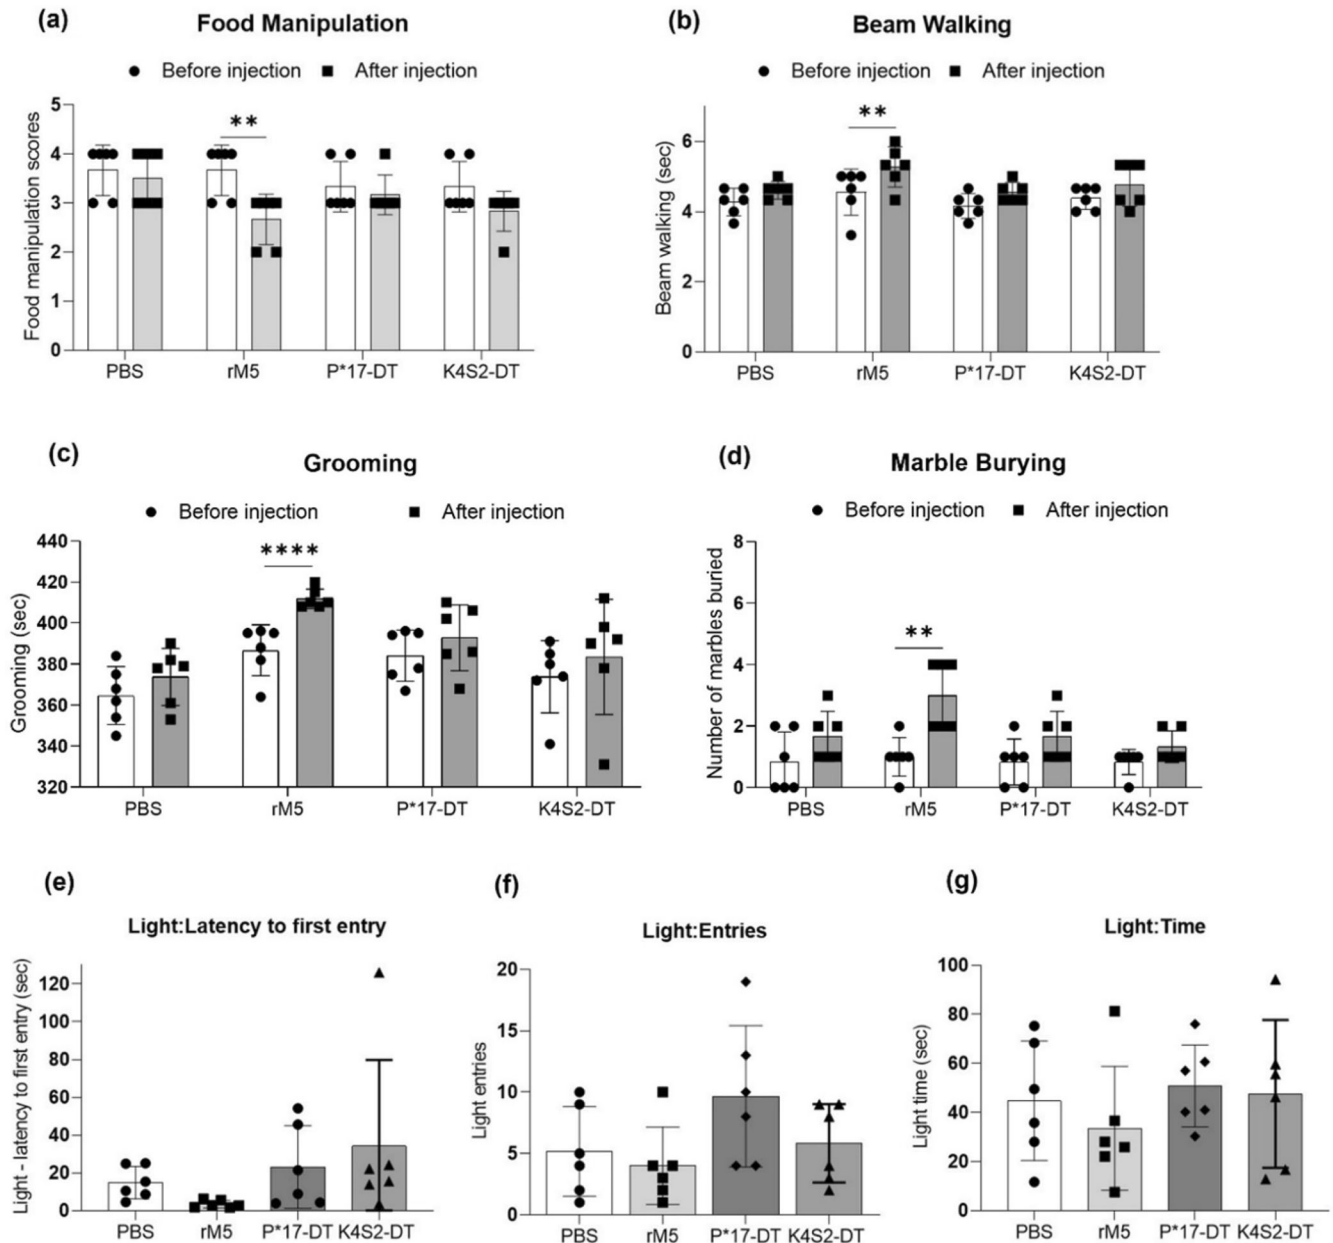 (a)
Food Manipulation
● Before injection ■ After injection
Food manipulation scores
5
4
3
2
1
0
**
PBS rM5 P*17-DT K4S2-DT
(b)
Beam Walking
● Before injection ■ After injection
Beam walking (sec)
6
4
2
0
**
PBS rM5 P*17-DT K4S2-DT
(c)
Grooming
● Before injection ■ After injection
Grooming (sec)
440
420
400
380
360
340
320
****
PBS rM5 P*17-DT K4S2-DT
(d)
Marble Burying
● Before injection ■ After injection
Number of marbles buried
8
6
4
2
0
**
PBS rM5 P*17-DT K4S2-DT
(e)
Light:Latency to first entry
Light - latency to first entry (sec)
120
100
80
60
40
20
0
PBS rM5 P*17-DT K4S2-DT
(f)
Light:Entries
Light entries
20
15
10
5
0
PBS rM5 P*17-DT K4S2-DT
(g)
Light:Time
Light time (sec)
100
80
60
40
20
0
PBS rM5 P*17-DT K4S2-DT